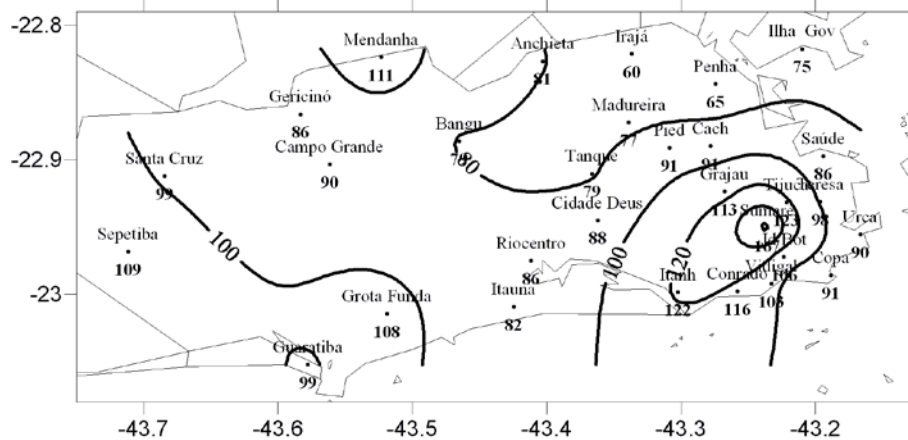 -22.8
Mendanha
111
Anchieta
81
Irajá
60
Ilha Gov
75
Penha
65
Gericinó
86
Madureira
77
Bangu
80
Pied
91
Cach
91
Saúde
86
Campo Grande
90
-22.9
Santa Cruz
99
Tanque
79
Grajau
113
Tijuc
123
98
Cidade Deus
88
Sumare
Urca
90
Sepetiba
109
100
Riocentro
86
100
120
Vidigal
105
Copa
91
-23
Itanh
122
Conrado
116
Itauna
82
Grota Funda
108
Guaratiba
99
-43.7
-43.6
-43.5
-43.4
-43.3
-43.2